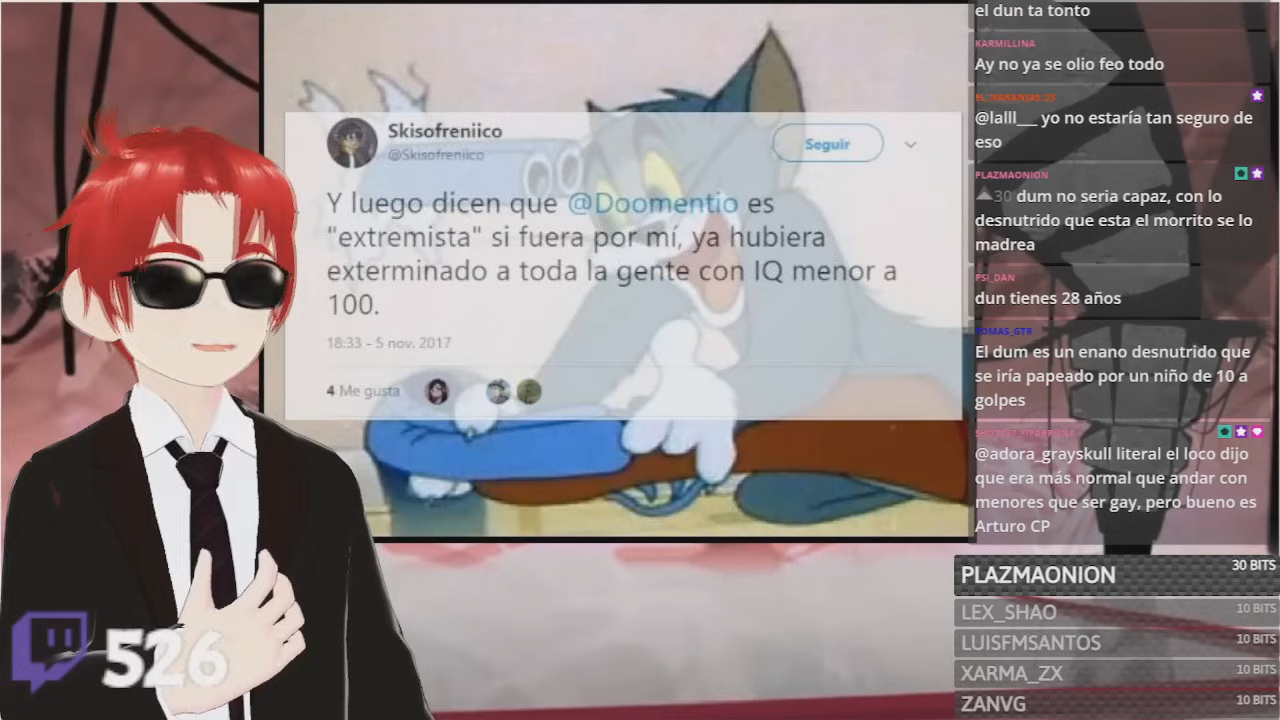 Skisofreniico
@Skisofreniico
Seguir
Y luego dicen que @Doomentio es
"extremista" si fuera por mí, ya hubiera
exterminado a toda la gente con IQ menor a
100.
18:33 - 5 nov. 2017
4 Me gusta
526
el dun ta tonto
KARMILLINA
Ay no ya se olio feo todo
@lalll___ yo no estaría tan seguro de
eso
PLAZMAONION
30 dum no seria capaz, con lo
desnutrido que esta el morrito se lo
madrea
PSI_DAN
dun tienes 28 años
TOMAS_GTR
El dum es un enano desnutrido que
se iría papeado por un niño de 10 a
golpes
@adora_grayskull literal el loco dijo
que era más normal que andar con
menores que ser gay, pero bueno es
Arturo CP
PLAZMAONION 30 BITS
LEX_SHAO 10 BITS
LUISFMSANTOS 10 BITS
XARMA_ZX 10 BITS
ZANVG 10 BITS